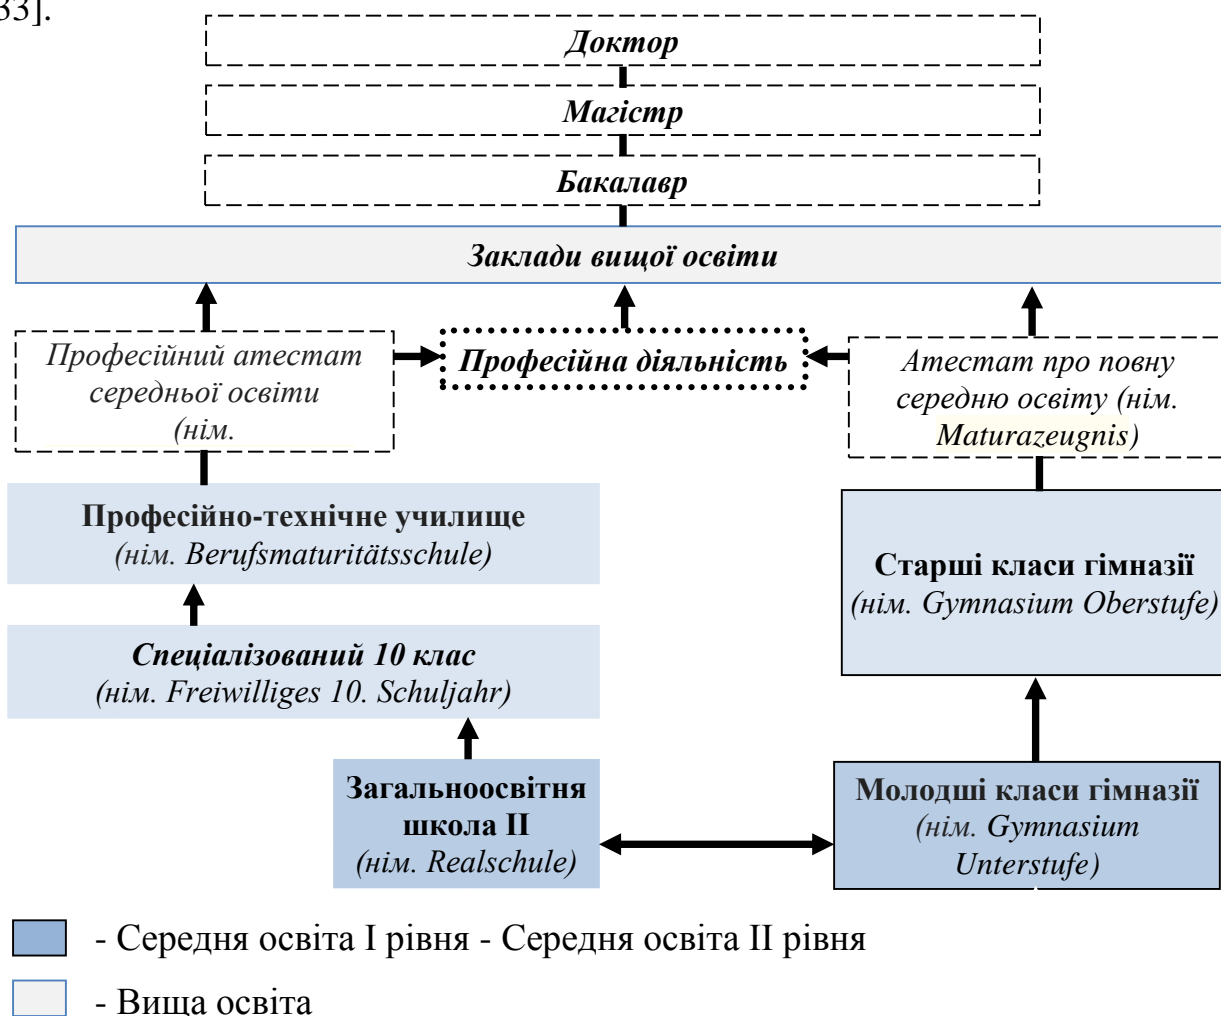 33].
Доктор
Магістр
Бакалавр
Заклади вищої освіти
Професійний атестат
середньої освіти
(нім.
Професійна діяльність
Атестат про повну
середню освіту (нім.
Maturazeugnis)
Професійно-технічне училище
(нім. Berufsmaturitätsschule)
Старші класи гімназії
(нім. Gymnasium Oberstufe)
Спеціалізований 10 клас
(нім. Freiwilliges 10. Schuljahr)
Загальноосвітня
школа ІІ
(нім. Realschule)
Молодші класи гімназії
(нім. Gymnasium
Unterstufe)
- Середня освіта І рівня - Середня освіта ІІ рівня
- Вища освіта